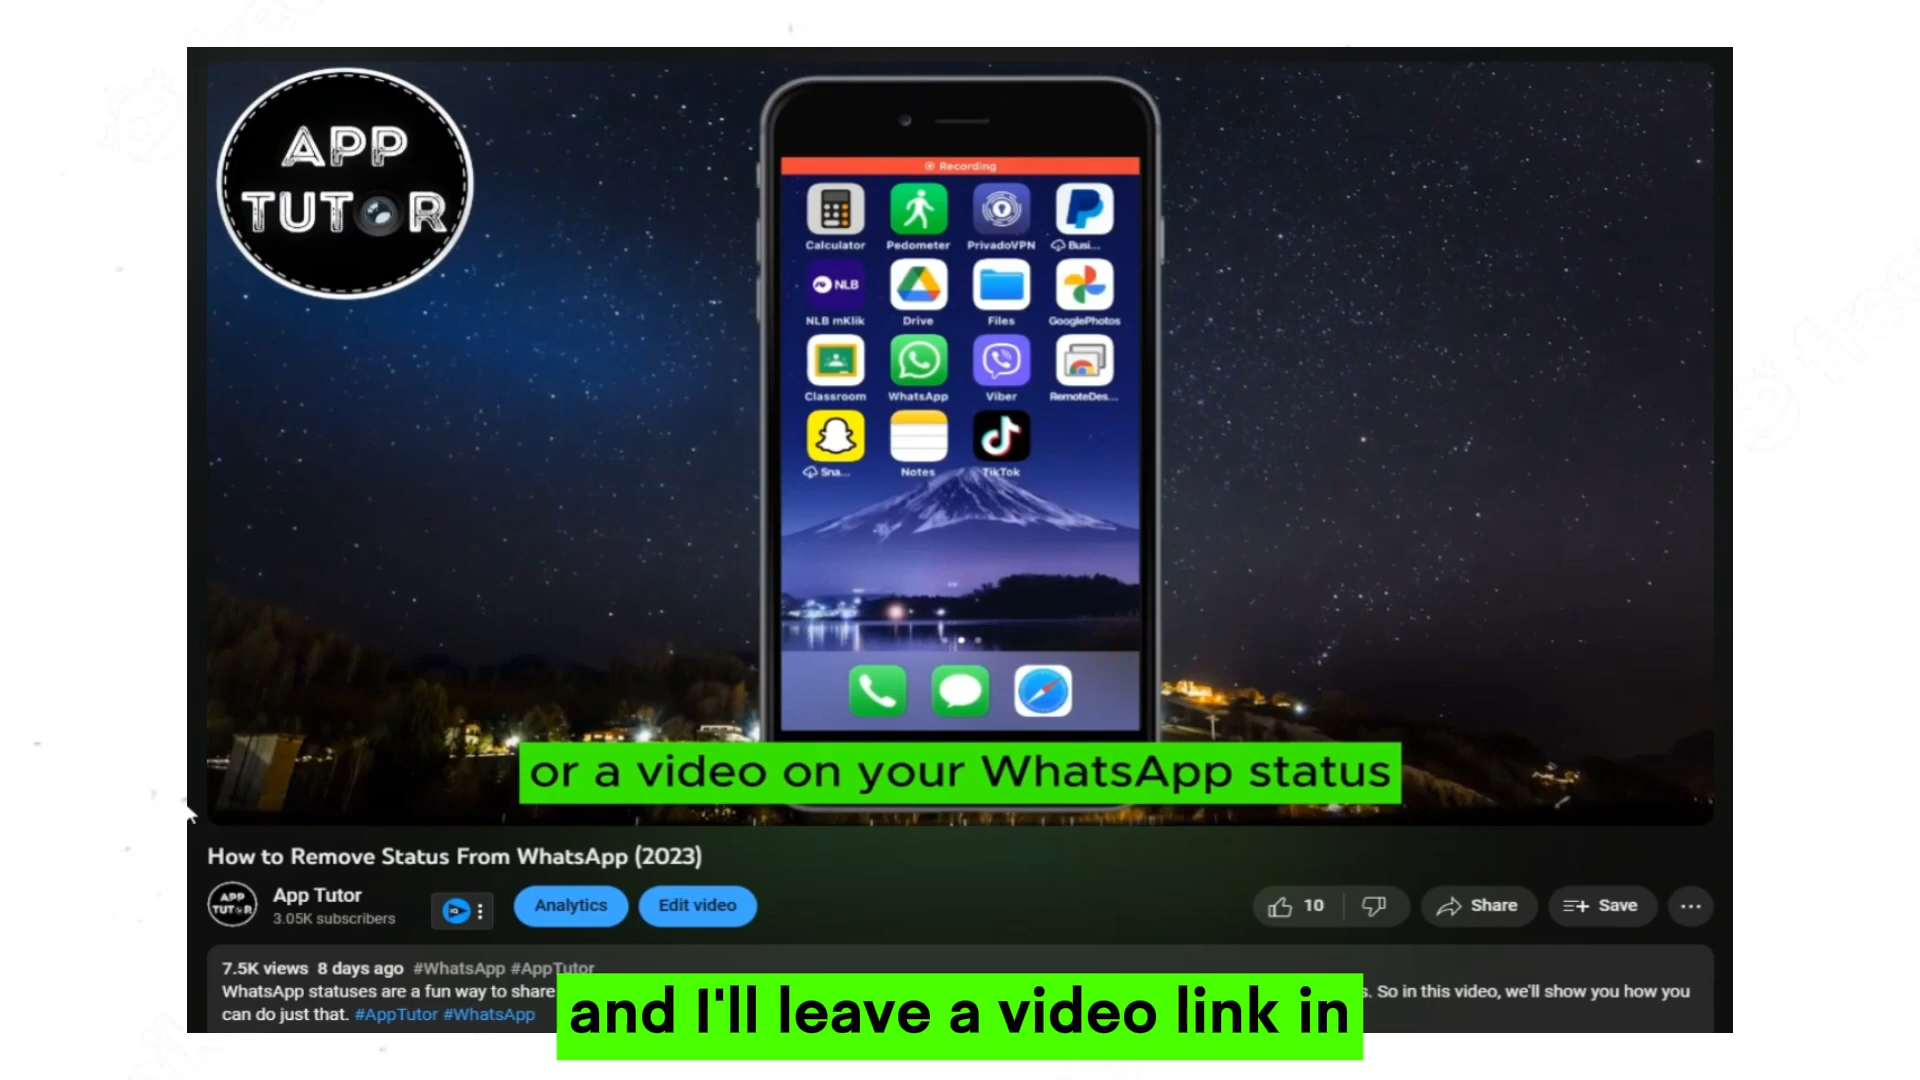 APP
TUTOR
Recording
Calculator
Pedometer
PrivadoVPN
Busi...
NLB
NLB mKlik
Drive
Files
GooglePhotos
Classroom
WhatsApp
Viber
RemoteDes...
Sna...
Notes
TikTok
or a video on your WhatsApp status
How to Remove Status From WhatsApp (2023)
APP
TUTOR
App Tutor
3.05K subscribers
Analytics
Edit video
10
Share
Save
7.5K views 8 days ago #WhatsApp #AppTutor
WhatsApp statuses are a fun way to share s. So in this video, we'll show you how you
can do just that. #AppTutor #WhatsApp
and I'll leave a video link in